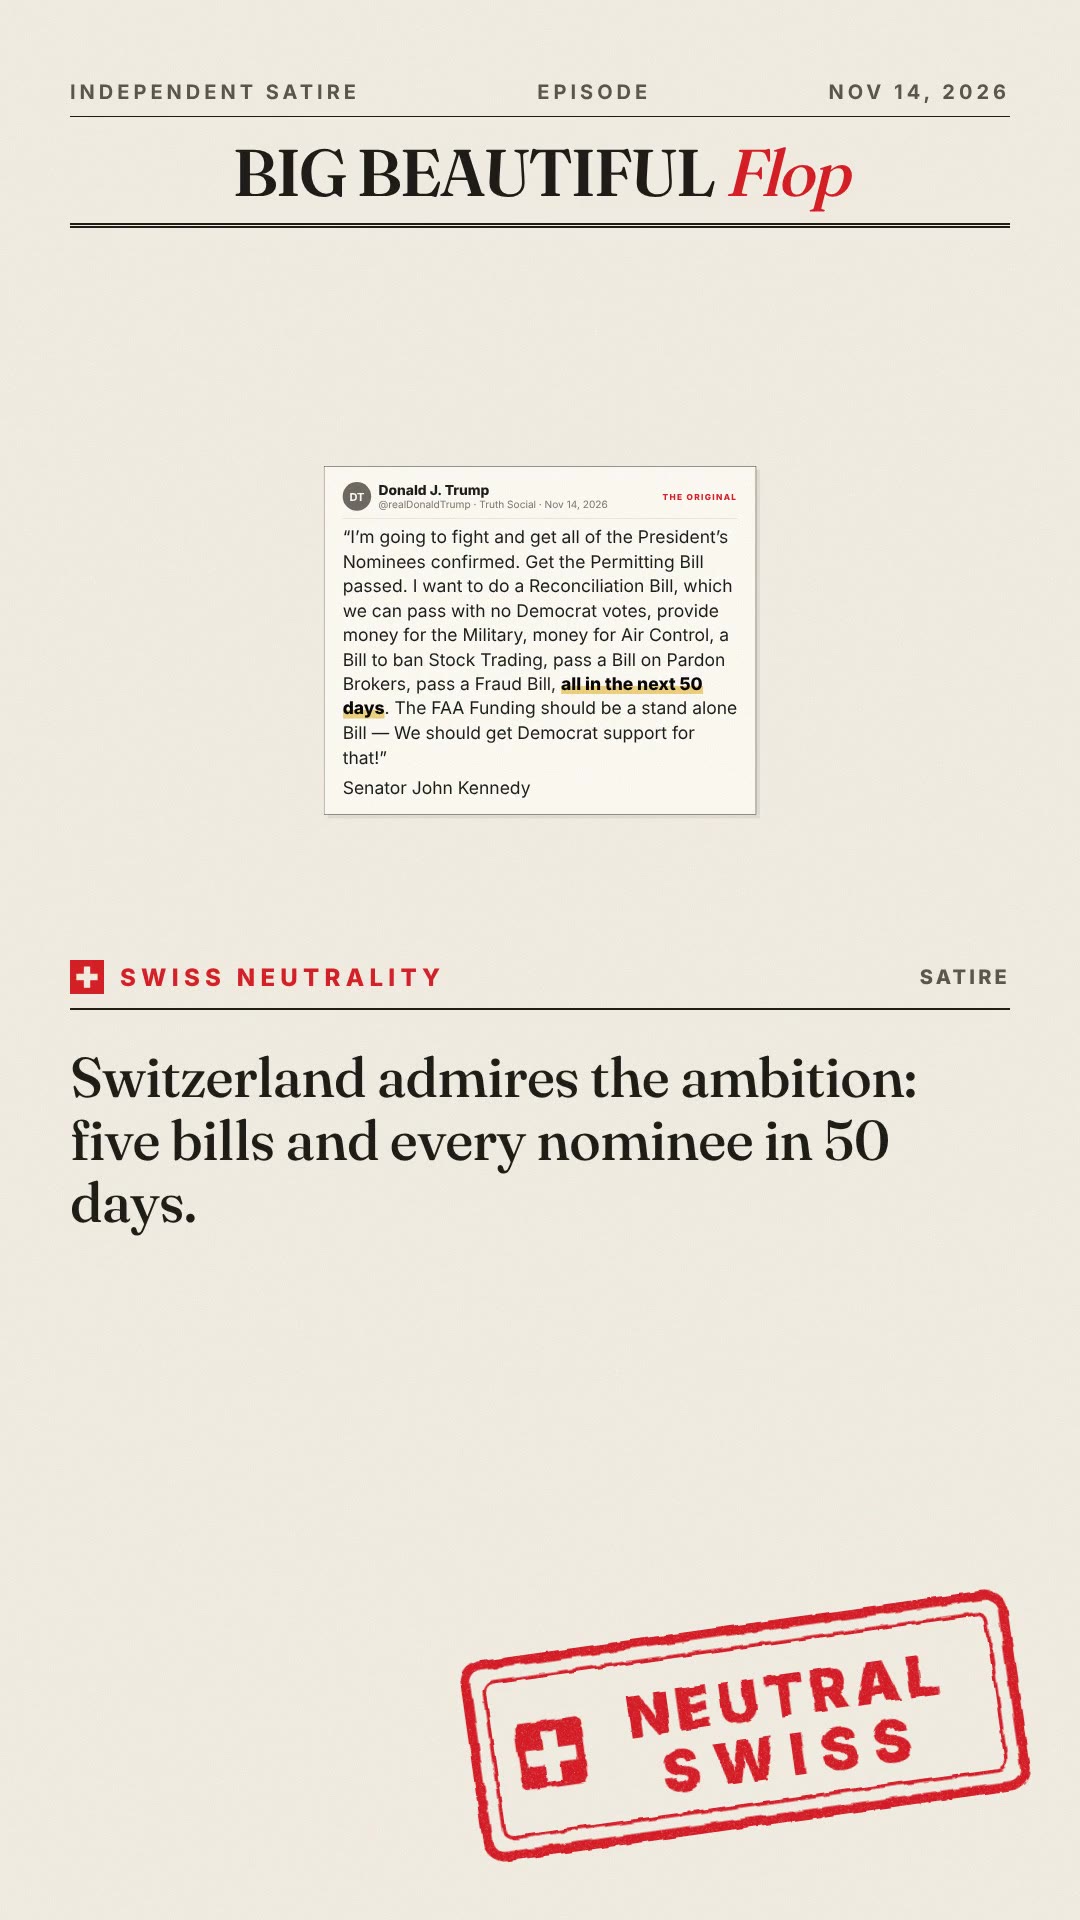 INDEPENDENT SATIRE
EPISODE
NOV 14, 2026
BIG BEAUTIFUL Flop
DT
Donald J. Trump
@realDonaldTrump · Truth Social · Nov 14, 2026
THE ORIGINAL
“I’m going to fight and get all of the President’s
Nominees confirmed. Get the Permitting Bill
passed. I want to do a Reconciliation Bill, which
we can pass with no Democrat votes, provide
money for the Military, money for Air Control, a
Bill to ban Stock Trading, pass a Bill on Pardon
Brokers, pass a Fraud Bill, all in the next 50
days. The FAA Funding should be a stand alone
Bill — We should get Democrat support for
that!”
Senator John Kennedy
SWISS NEUTRALITY
SATIRE
Switzerland admires the ambition:
five bills and every nominee in 50
days.
NEUTRAL
SWISS